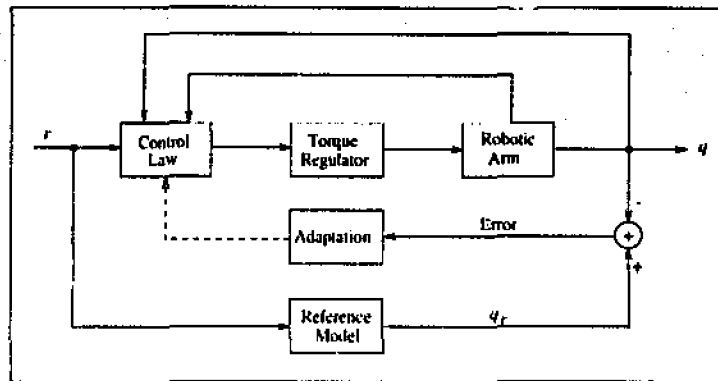 r
Control
Law
Torque
Regulator
Robotic
Arm
q
-
Adaptation
Error
+
+
Reference
Model
q_r